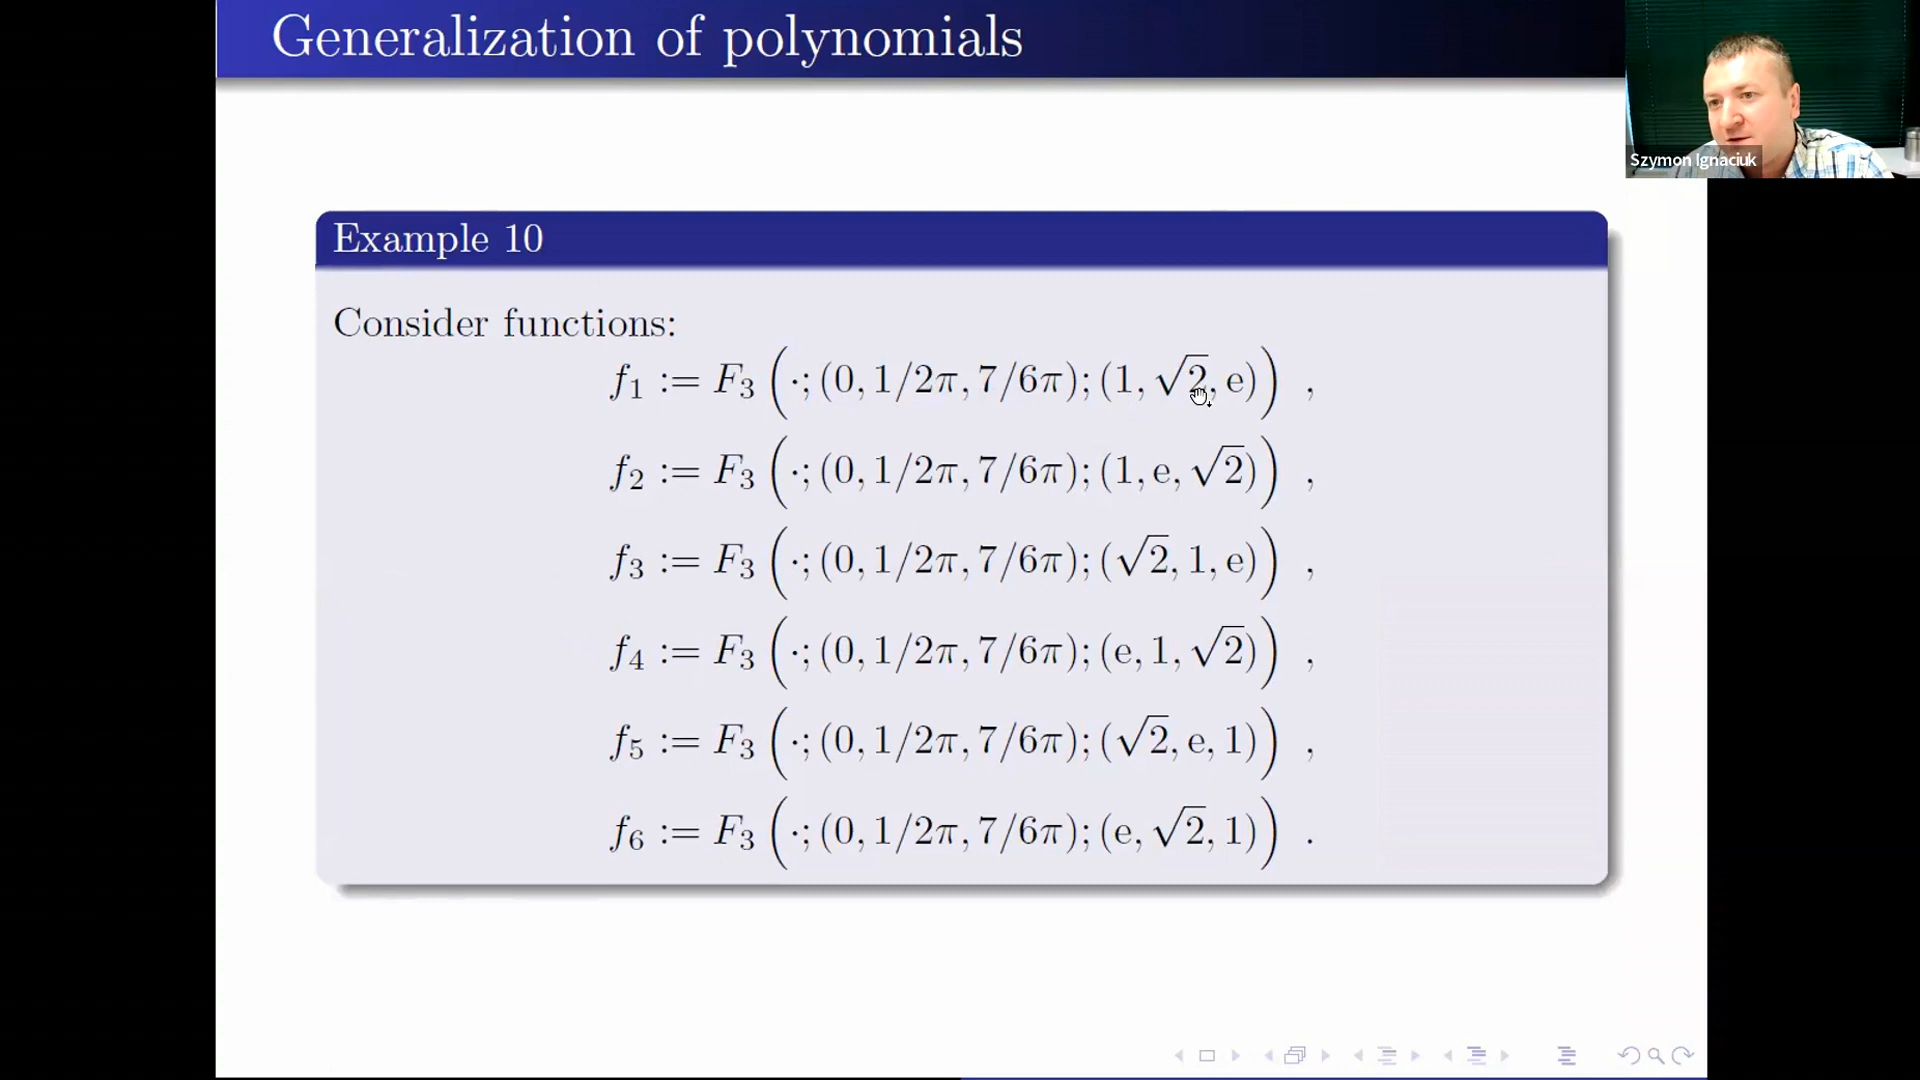 Generalization of polynomials
Szymon Ignaciuk
Example 10
Consider functions:
f₁ := F₃ (·; (0, 1/2π, 7/6π); (1, √2, e)) ,
f₂ := F₃ (·; (0, 1/2π, 7/6π); (1, e, √2)) ,
f₃ := F₃ (·; (0, 1/2π, 7/6π); (√2, 1, e)) ,
f₄ := F₃ (·; (0, 1/2π, 7/6π); (e, 1, √2)) ,
f₅ := F₃ (·; (0, 1/2π, 7/6π); (√2, e, 1)) ,
f₆ := F₃ (·; (0, 1/2π, 7/6π); (e, √2, 1)) .